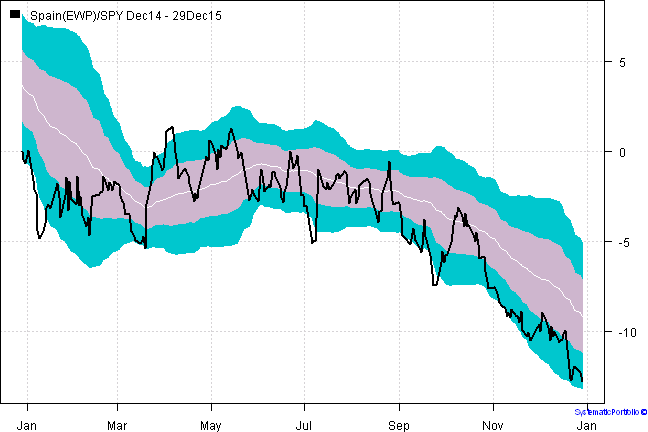 Spain(EWP)/SPY Dec14 - 29Dec15
5
0
-5
-10
Jan Mar May Jul Sep Nov Jan
SystematicPortfolio ©